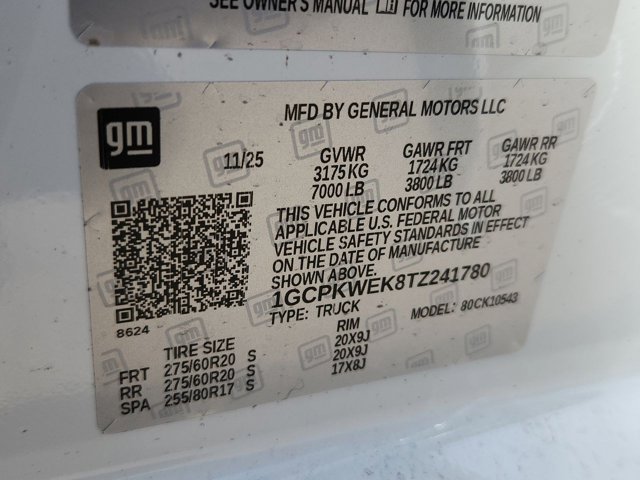 SEE OWNER'S MANUAL FOR MORE INFORMATION
gm
MFD BY GENERAL MOTORS LLC
11/25
GVWR GAWR FRT GAWR RR
3175 KG 1724 KG 1724 KG
7000 LB 3800 LB 3800 LB
THIS VEHICLE CONFORMS TO ALL
APPLICABLE U.S. FEDERAL MOTOR
VEHICLE SAFETY STANDARDS IN EFFECT
ON THE DATE OF MANUFACTURE
SHOWN ABOVE.
1GCPKWEK8TZ241780
TYPE: TRUCK MODEL: 80CK10543
8624
TIRE SIZE RIM
FRT 275/60R20 S 20X9J
RR 275/60R20 S 20X9J
SPA 255/80R17 S 17X8J